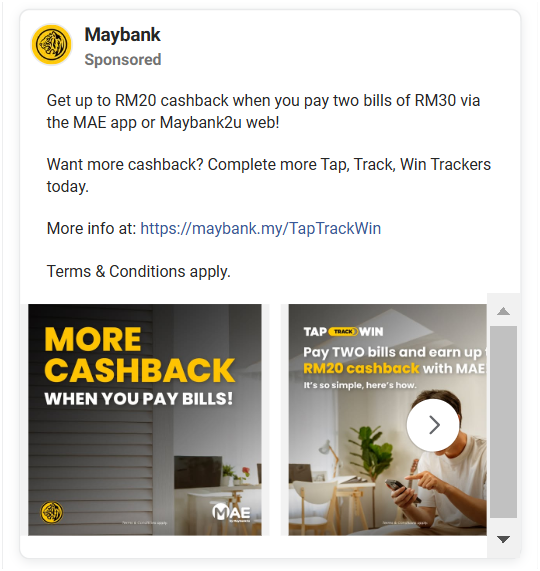 Maybank
Sponsored
Get up to RM20 cashback when you pay two bills of RM30 via
the MAE app or Maybank2u web!
Want more cashback? Complete more Tap, Track, Win Trackers
today.
More info at: https://maybank.my/TapTrackWin
Terms & Conditions apply.
MORE
CASHBACK
WHEN YOU PAY BILLS!
MAE
by Maybank2u
Terms & Conditions apply.
TAP TRACK WIN
Pay TWO bills and earn up
RM20 cashback with MAE
It's so simple, here's how.
Terms & Conditions apply.